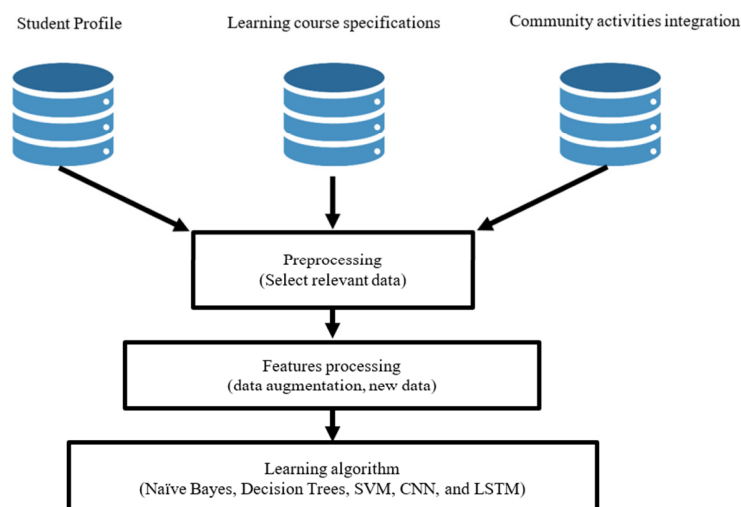 Student Profile
Learning course specifications
Community activities integration
Preprocessing
(Select relevant data)
Features processing
(data augmentation, new data)
Learning algorithm
(Naïve Bayes, Decision Trees, SVM, CNN, and LSTM)